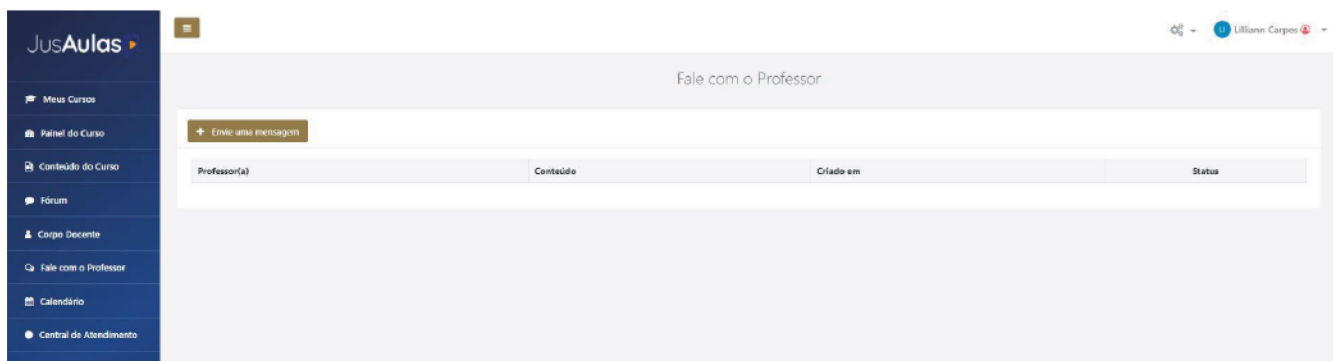 JusAulas
Lilliann Carpes
Fale com o Professor
Meus Cursos
Painel do Curso
Conteúdo do Curso
Fórum
Corpo Docente
Fale com o Professor
Calendário
Central de Atendimento
+ Envie uma mensagem
Professor(a) Conteúdo Criado em Status